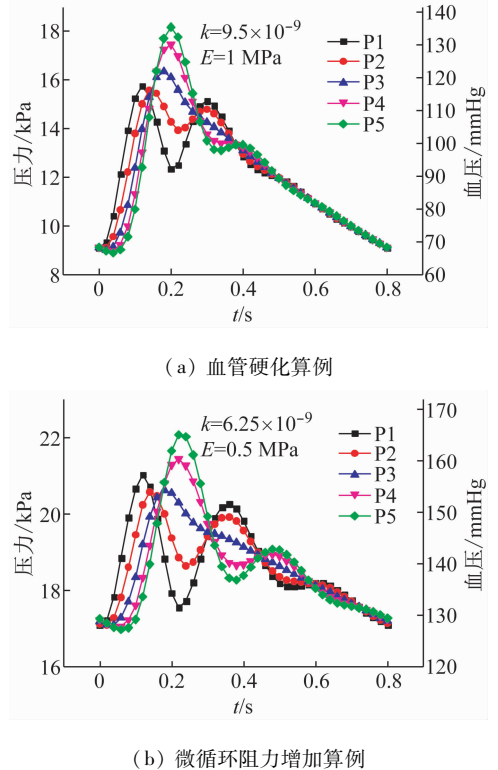 k=9.5×10⁻⁹
E=1 MPa
P1
P2
P3
P4
P5
18
16
14
12
10
8
压力/kPa
140
130
120
110
100
90
80
70
60
血压/mmHg
0
0.2
0.4
0.6
0.8
t/s
(a) 血管硬化算例
k=6.25×10⁻⁹
E=0.5 MPa
P1
P2
P3
P4
P5
22
20
18
16
压力/kPa
170
160
150
140
130
120
血压/mmHg
0
0.2
0.4
0.6
0.8
t/s
(b) 微循环阻力增加算例